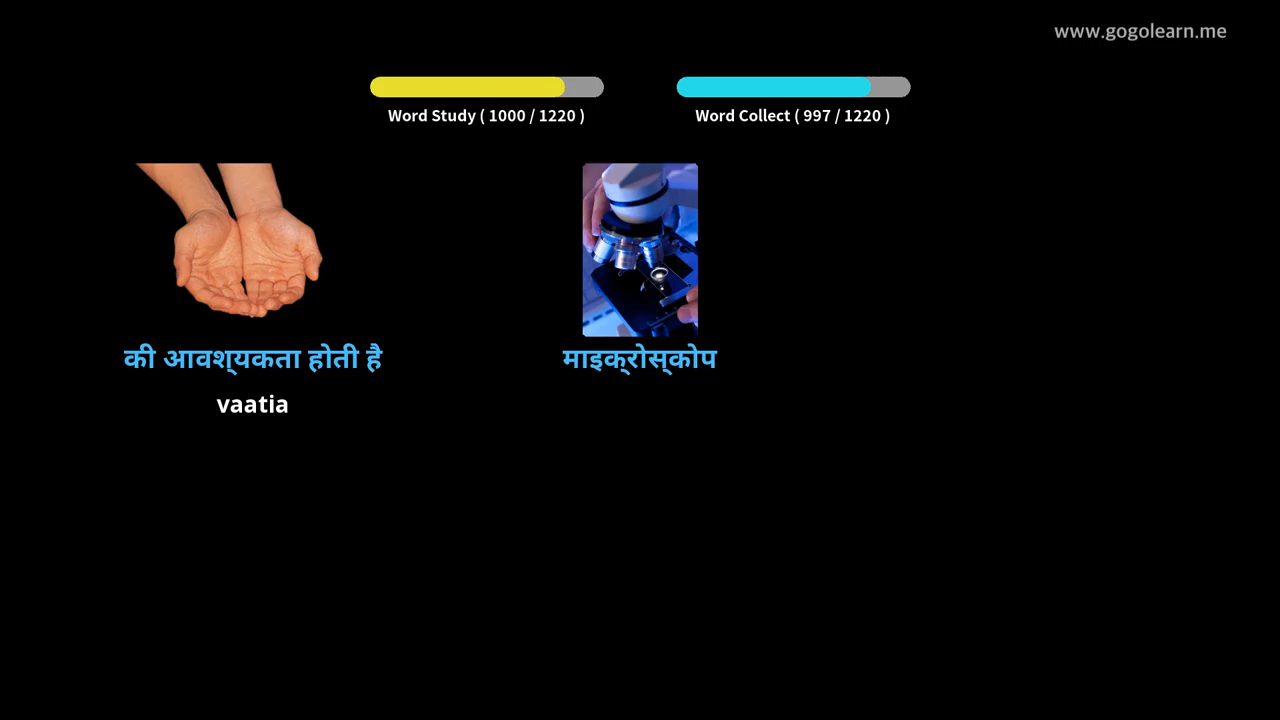 www.gogolearn.me
Word Study ( 1000 / 1220 )
Word Collect ( 997 / 1220 )
की आवश्यकता होती है
माइक्रोस्कोप
vaatia